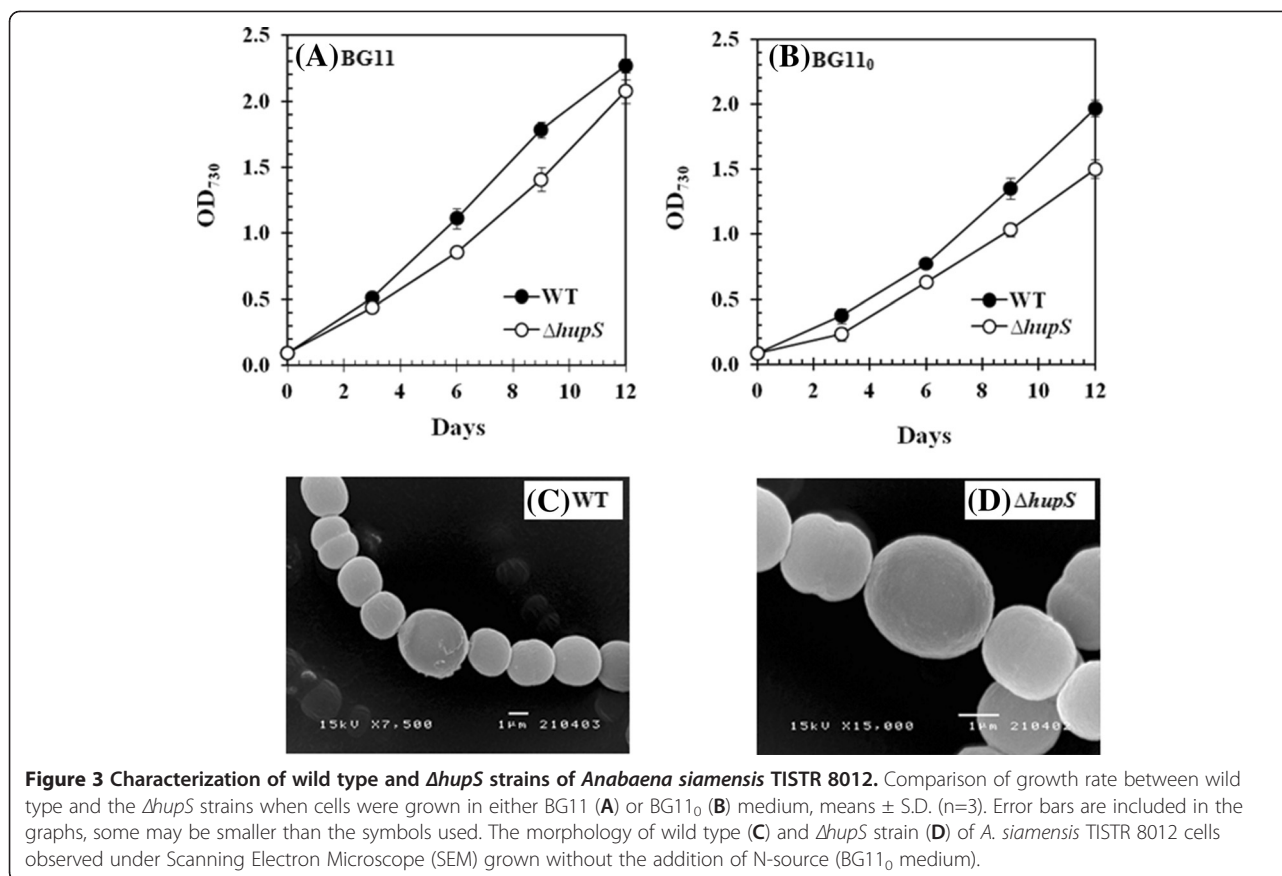 (A) BG11
2.5
2.0
1.5
1.0
0.5
0.0
OD₇₃₀
WT
ΔhupS
0 2 4 6 8 10 12
Days
(B) BG11₀
2.5
2.0
1.5
1.0
0.5
0.0
OD₇₃₀
WT
ΔhupS
0 2 4 6 8 10 12
Days
(C) WT
15kV X7,500 1µm 210403
(D) ΔhupS
15kV X15,000 1µm 210402
Figure 3 Characterization of wild type and ΔhupS strains of Anabaena siamensis TISTR 8012. Comparison of growth rate between wild
type and the ΔhupS strains when cells were grown in either BG11 (A) or BG11₀ (B) medium, means ± S.D. (n=3). Error bars are included in the
graphs, some may be smaller than the symbols used. The morphology of wild type (C) and ΔhupS strain (D) of A. siamensis TISTR 8012 cells
observed under Scanning Electron Microscope (SEM) grown without the addition of N-source (BG11₀ medium).